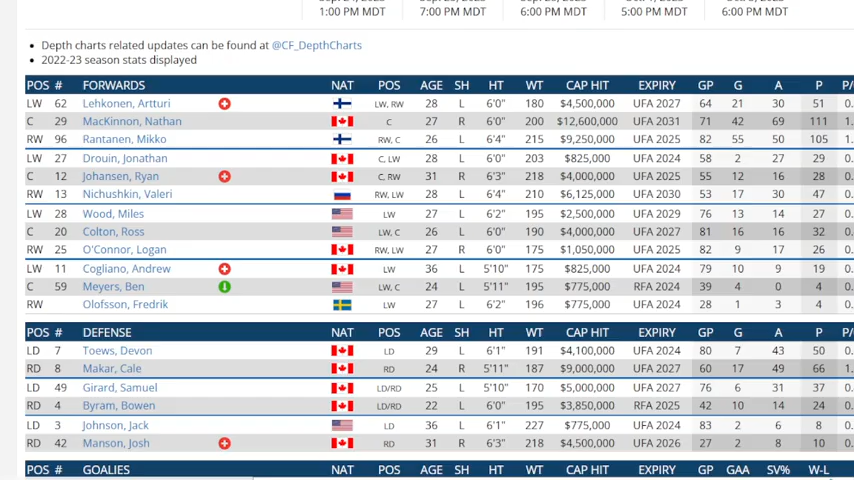 1:00 PM MDT 7:00 PM MDT 6:00 PM MDT 5:00 PM MDT 6:00 PM MDT
Depth charts related updates can be found at @CF_DepthCharts
2022-23 season stats displayed
POS # FORWARDS NAT POS AGE SH HT WT CAP HIT EXPIRY GP G A P P/
LW 62 Lehkonen, Artturi LW, RW 28 L 6'0" 180 $4,500,000 UFA 2027 64 21 30 51 0.
C 29 MacKinnon, Nathan C 27 R 6'0" 200 $12,600,000 UFA 2031 71 42 69 111 1.
RW 96 Rantanen, Mikko RW, C 26 L 6'4" 215 $9,250,000 UFA 2025 82 55 50 105 1.
LW 27 Drouin, Jonathan C, LW 28 L 6'0" 203 $825,000 UFA 2024 58 2 27 29 0.
C 12 Johansen, Ryan C, RW 31 R 6'3" 218 $4,000,000 UFA 2025 55 12 16 28 0.
RW 13 Nichushkin, Valeri RW, LW 28 L 6'4" 210 $6,125,000 UFA 2030 53 17 30 47 0.
LW 28 Wood, Miles LW 27 L 6'2" 195 $2,500,000 UFA 2029 76 13 14 27 0.
C 20 Colton, Ross LW, C 26 L 6'0" 190 $4,000,000 UFA 2027 81 16 16 32 0.
RW 25 O'Connor, Logan RW, LW 27 R 6'0" 175 $1,050,000 UFA 2025 82 9 17 26 0.
LW 11 Cogliano, Andrew LW 36 L 5'10" 175 $825,000 UFA 2024 79 10 9 19 0.
C 59 Meyers, Ben LW, C 24 L 5'11" 195 $775,000 RFA 2024 39 4 0 4 0.
RW Olofsson, Fredrik LW 27 L 6'2" 196 $775,000 UFA 2024 28 1 3 4 0.
POS # DEFENSE NAT POS AGE SH HT WT CAP HIT EXPIRY GP G A P P/
LD 7 Toews, Devon LD 29 L 6'1" 191 $4,100,000 UFA 2024 80 7 43 50 0.
RD 8 Makar, Cale RD 24 R 5'11" 187 $9,000,000 UFA 2027 60 17 49 66 1.
LD 49 Girard, Samuel LD/RD 25 L 5'10" 170 $5,000,000 UFA 2027 76 6 31 37 0.
RD 4 Byram, Bowen LD/RD 22 L 6'0" 195 $3,850,000 RFA 2025 42 10 14 24 0.
LD 3 Johnson, Jack LD 36 L 6'1" 227 $775,000 UFA 2024 83 2 6 8 0.
RD 42 Manson, Josh RD 31 R 6'3" 218 $4,500,000 UFA 2026 27 2 8 10 0.
POS # GOALIES NAT POS AGE SH HT WT CAP HIT EXPIRY GP GAA SV% W-L